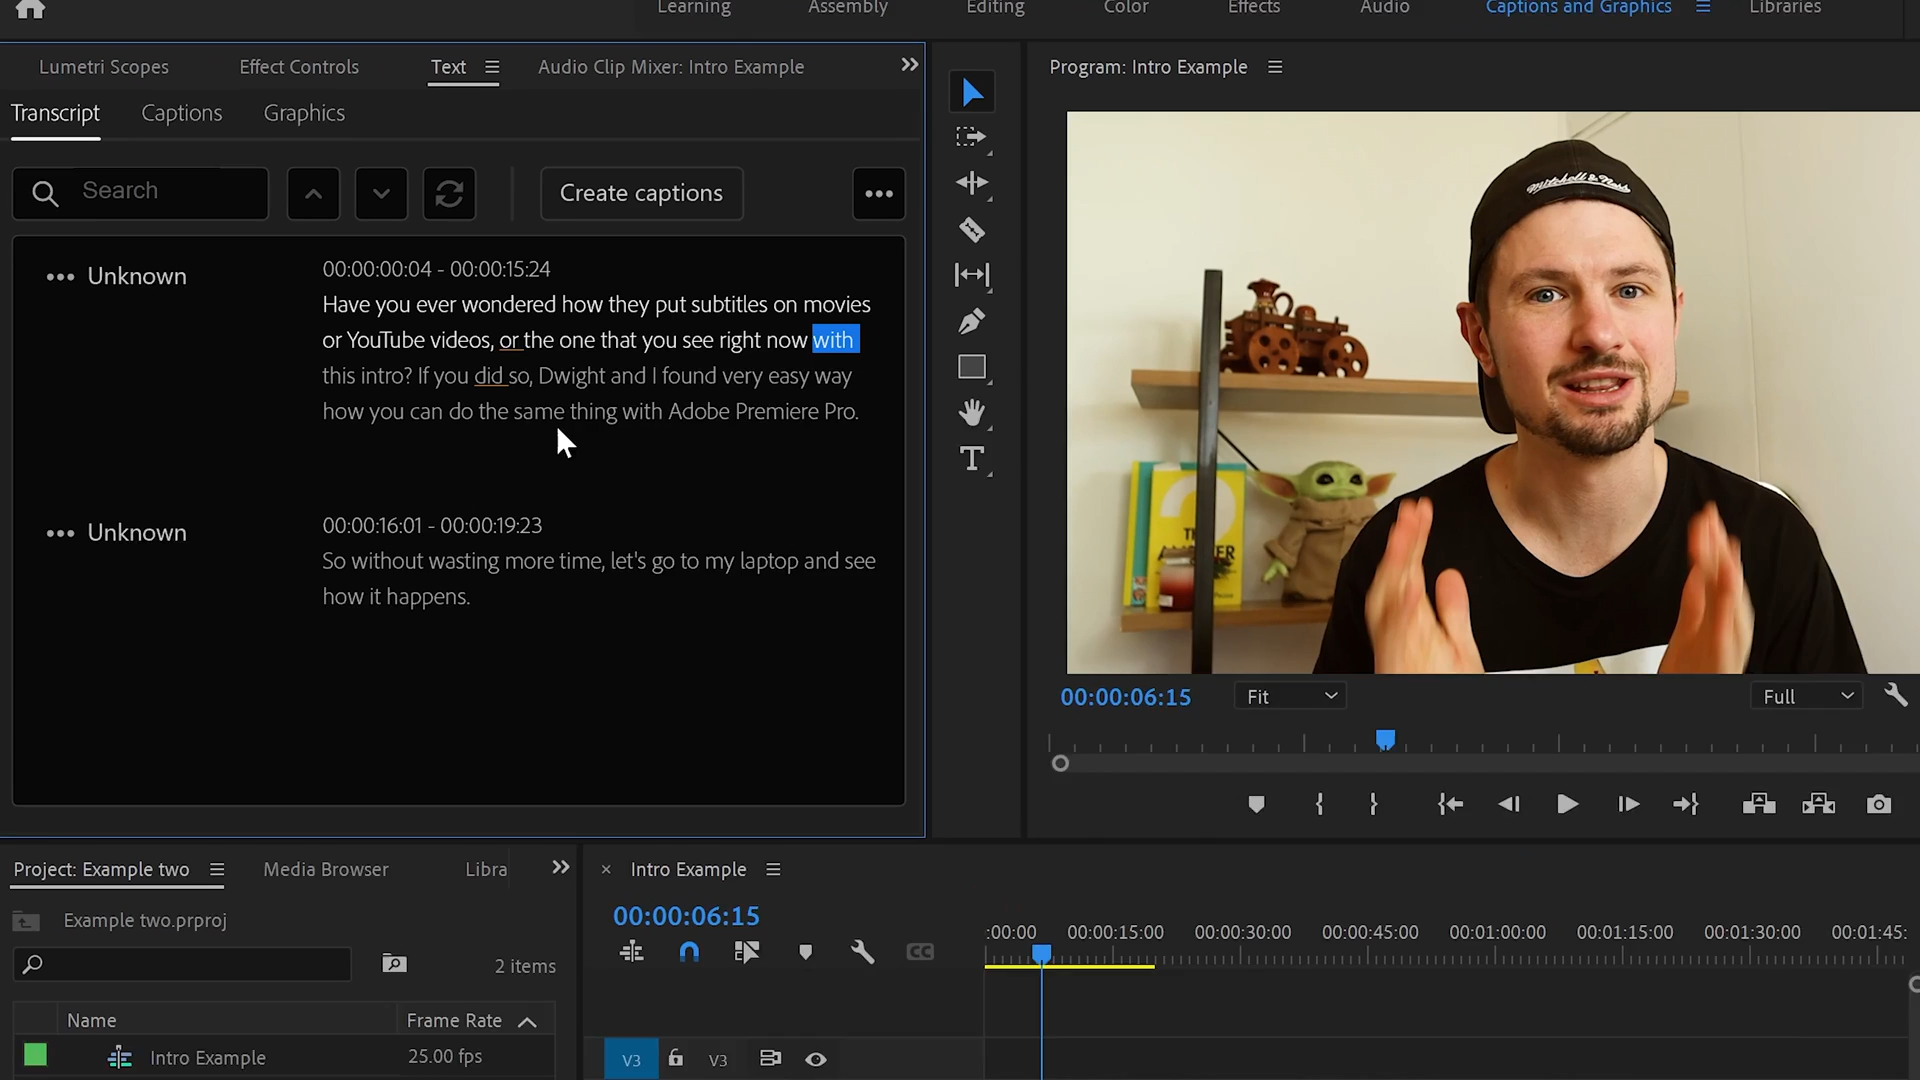 Learning Assembly Editing Color Effects Audio Captions and Graphics Libraries
Lumetri Scopes Effect Controls Text Audio Clip Mixer: Intro Example
Program: Intro Example
Transcript Captions Graphics
Search Create captions
Unknown 00:00:00:04 - 00:00:15:24
Have you ever wondered how they put subtitles on movies
or YouTube videos, or the one that you see right now with
this intro? If you did so, Dwight and I found very easy way
how you can do the same thing with Adobe Premiere Pro.
Unknown 00:00:16:01 - 00:00:19:23
So without wasting more time, let's go to my laptop and see
how it happens.
Mitchell & Ness
T
00:00:06:15 Fit Full
Project: Example two Media Browser Libra
Intro Example
Example two.prproj
00:00:06:15
:00:00 00:00:15:00 00:00:30:00 00:00:45:00 00:01:00:00 00:01:15:00 00:01:30:00 00:01:45:
2 items
CC
Name Frame Rate
Intro Example 25.00 fps
V3 V3